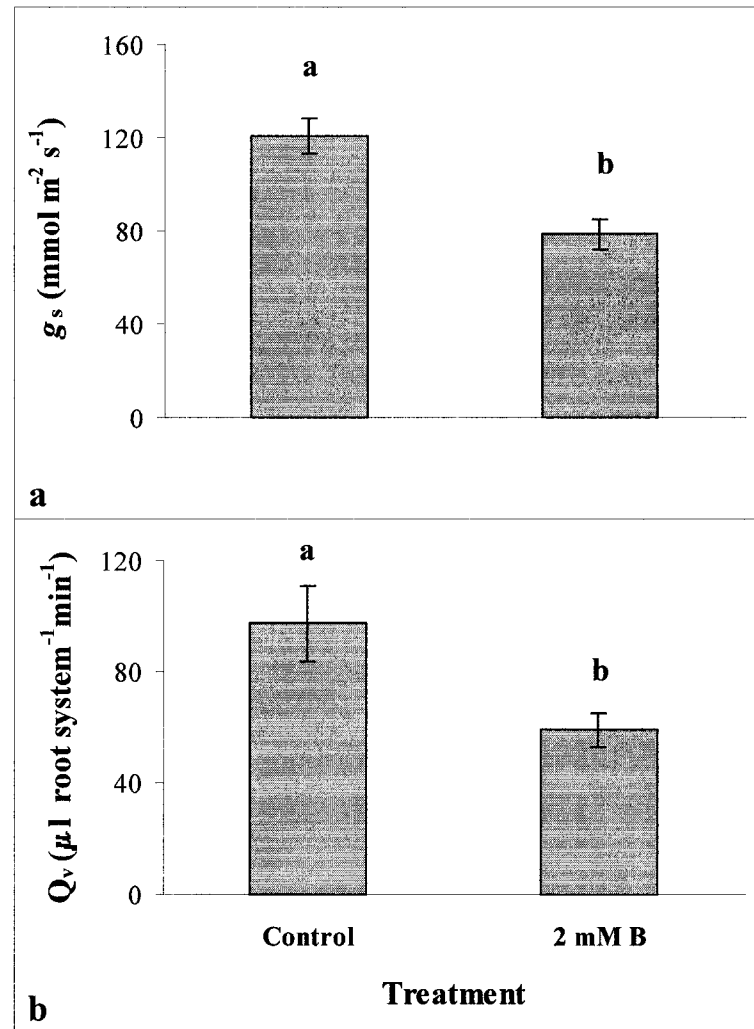 160
120
80
40
0
g s (mmol m-2 s-1)
a
b
a
120
80
40
0
Qv (μl root system-1 min-1)
a
b
Control 2 mM B
Treatment
b